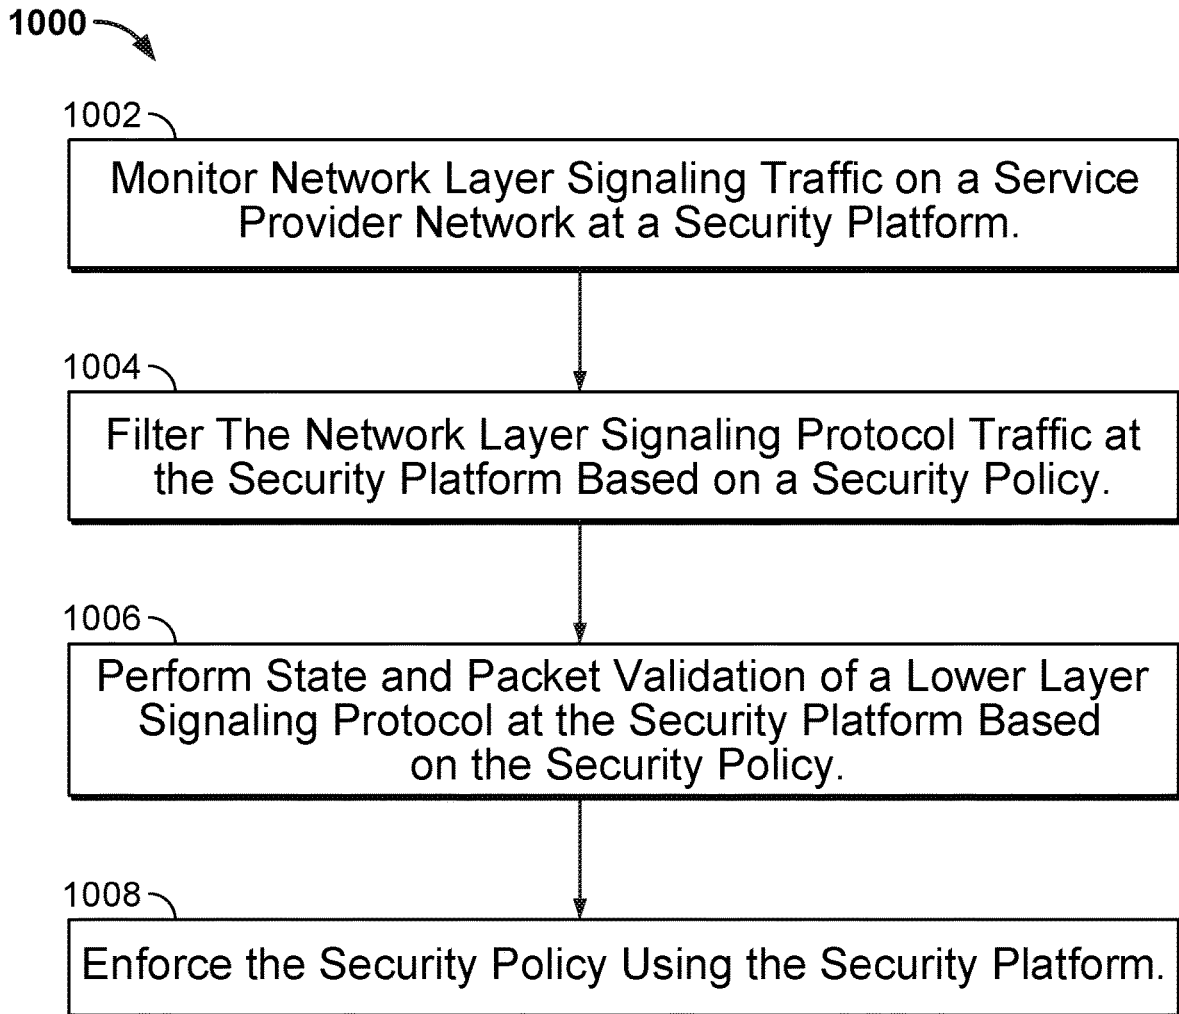 1000
1002
Monitor Network Layer Signaling Traffic on a Service
Provider Network at a Security Platform.
1004
Filter The Network Layer Signaling Protocol Traffic at
the Security Platform Based on a Security Policy.
1006
Perform State and Packet Validation of a Lower Layer
Signaling Protocol at the Security Platform Based
on the Security Policy.
1008
Enforce the Security Policy Using the Security Platform.